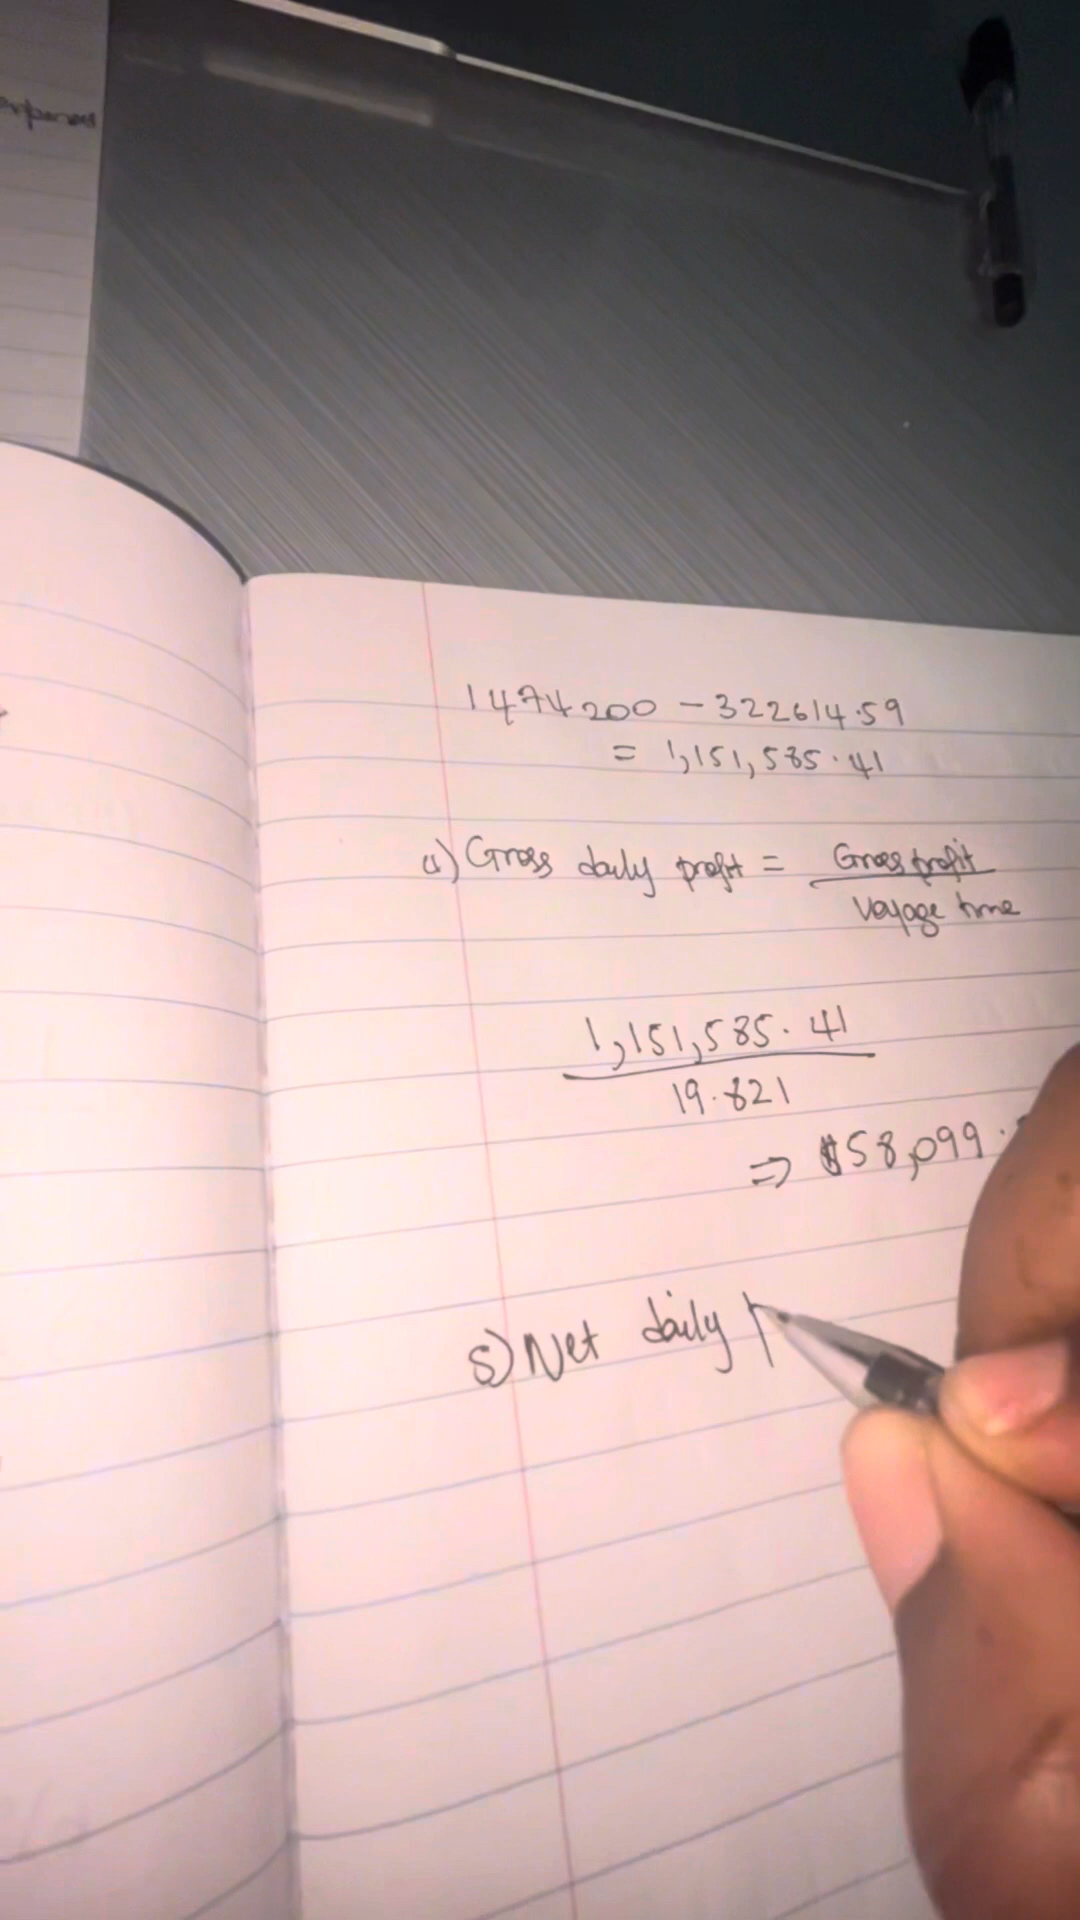 expenses
1474200 - 322614.59
= 1,151,585.41
4) Gross daily profit = Gross profit
Voyage time
1,151,585.41
19.821
⇒ $58,099.
5) Net daily p